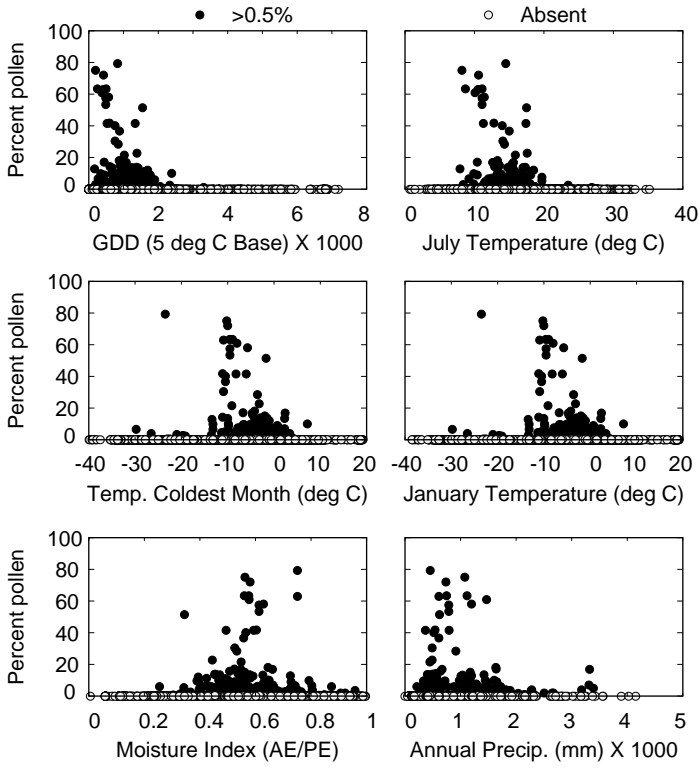 >0.5% Absent
Percent pollen
100
80
60
40
20
0
0 2 4 6 8
GDD (5 deg C Base) X 1000
0 10 20 30 40
July Temperature (deg C)
Percent pollen
100
80
60
40
20
0
-40 -30 -20 -10 0 10 20
Temp. Coldest Month (deg C)
-40 -30 -20 -10 0 10 20
January Temperature (deg C)
Percent pollen
100
80
60
40
20
0
0 0.2 0.4 0.6 0.8 1
Moisture Index (AE/PE)
0 1 2 3 4 5
Annual Precip. (mm) X 1000